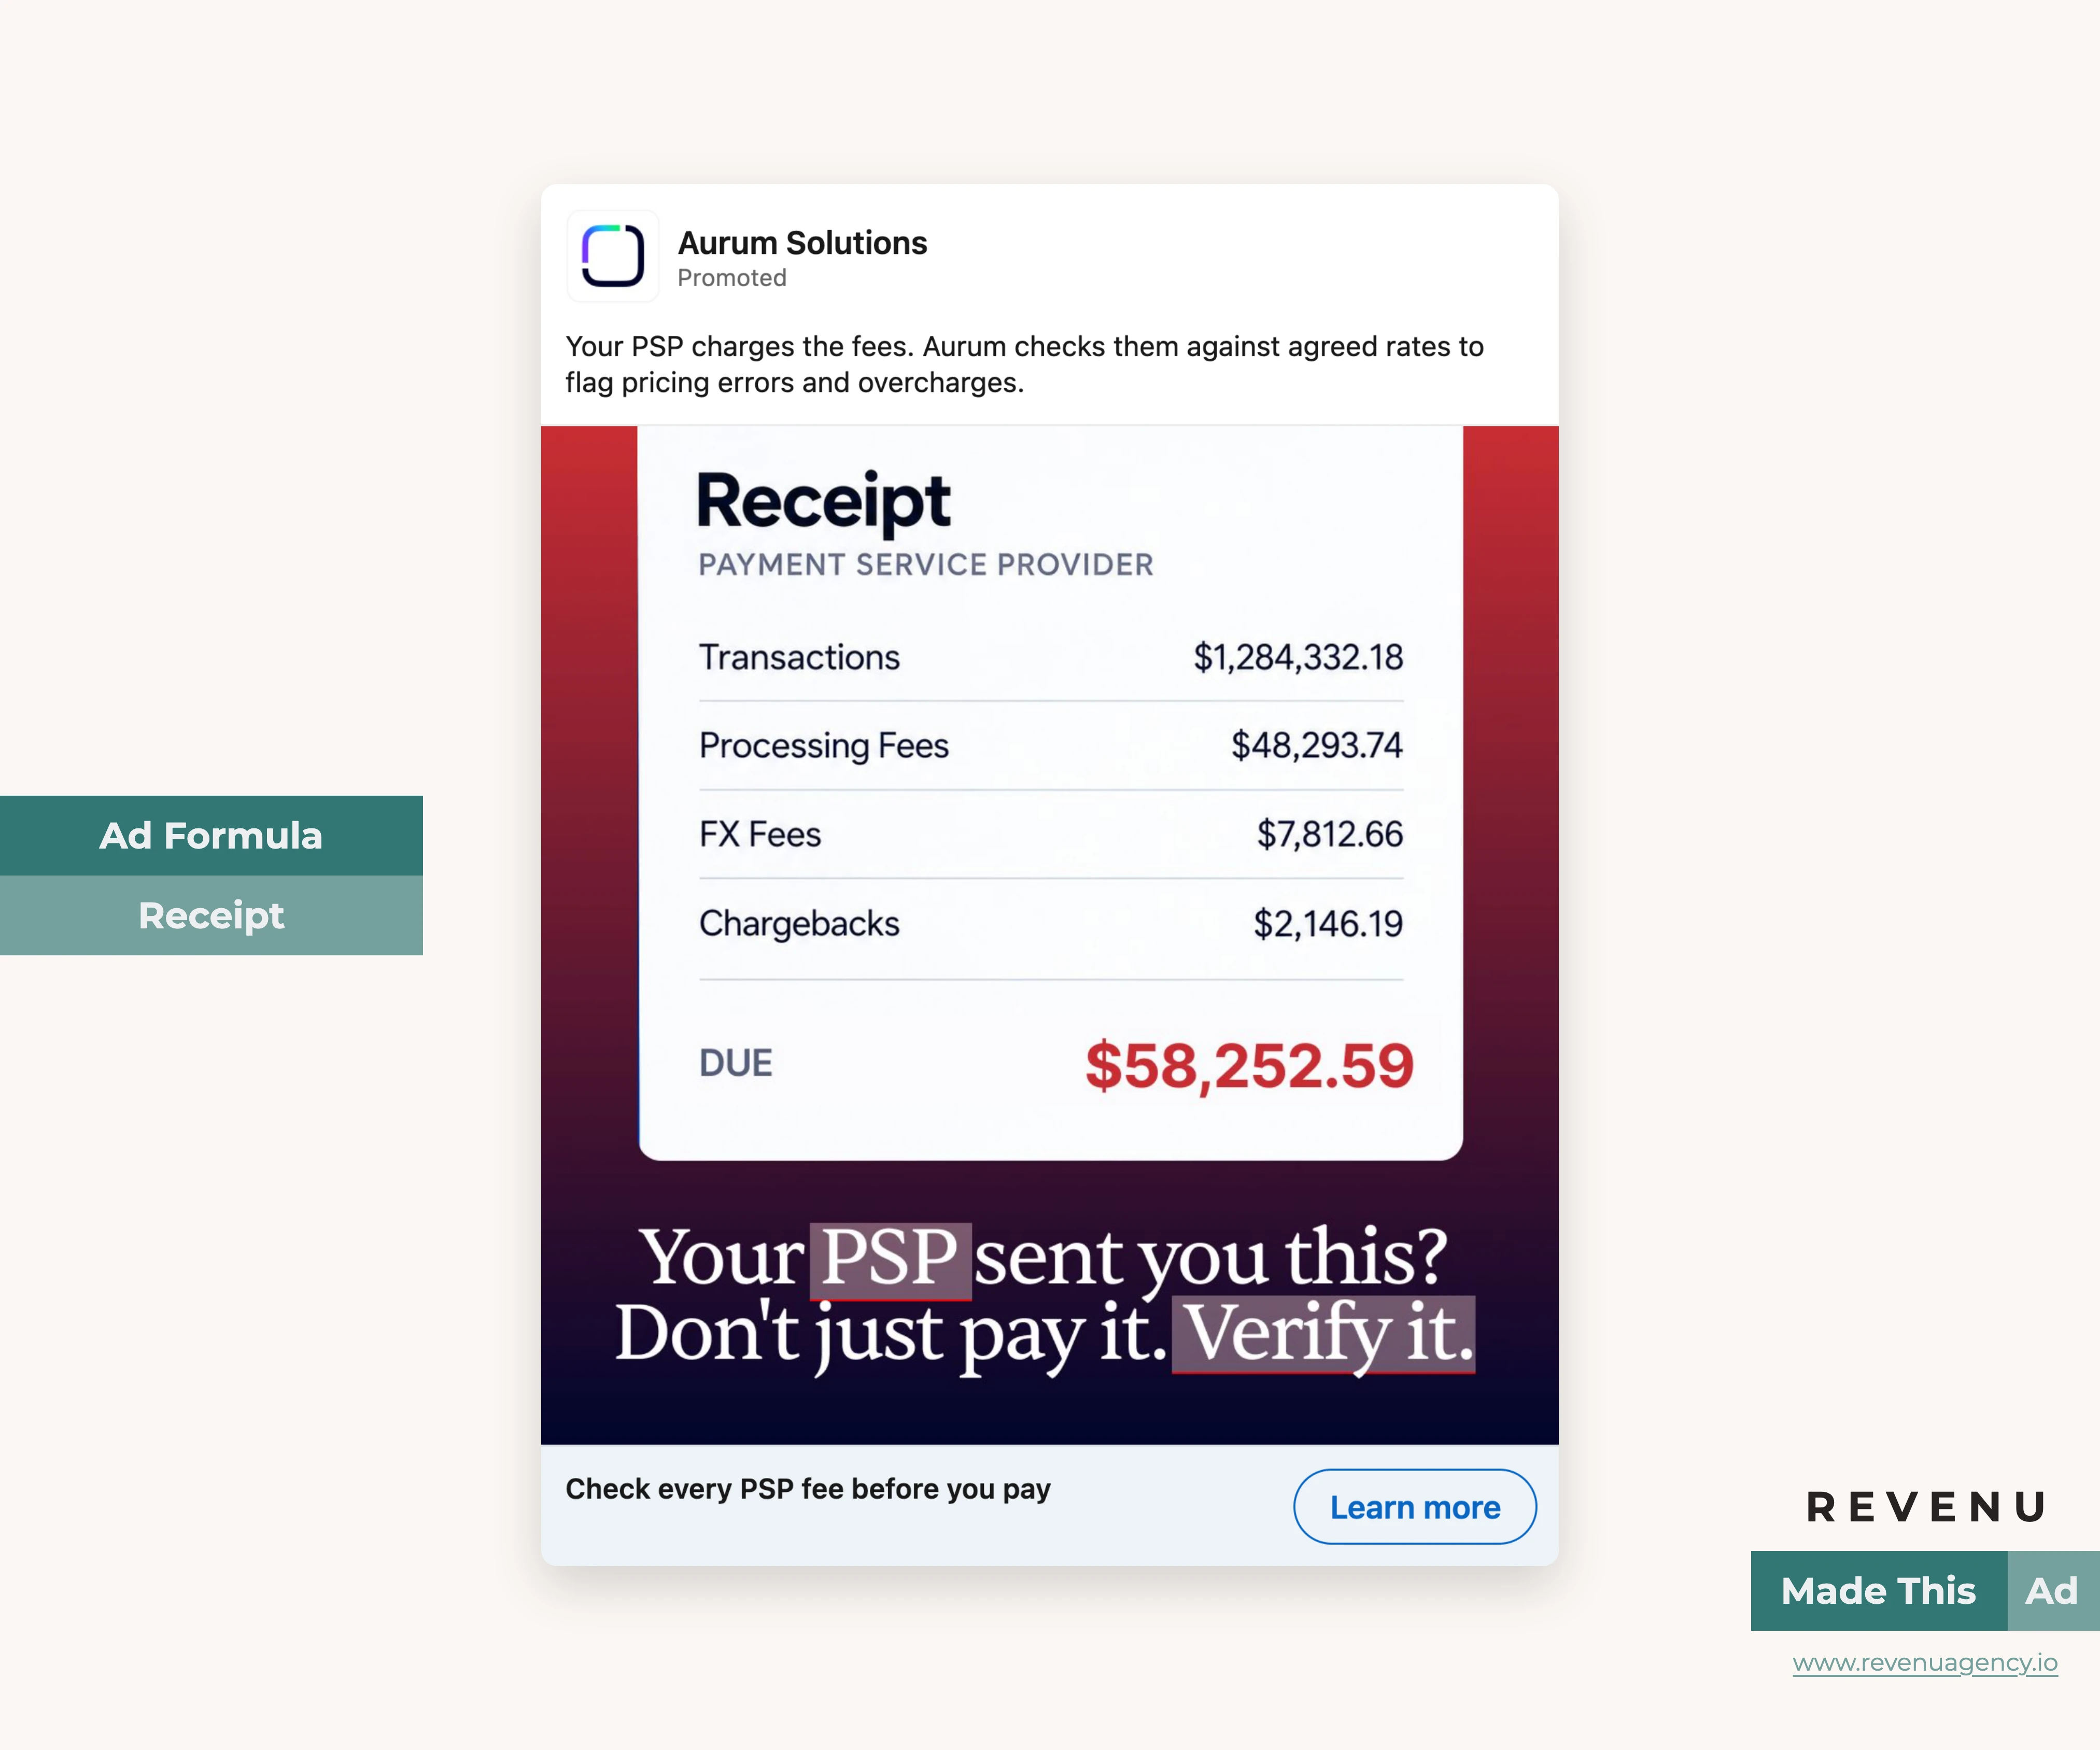 Aurum Solutions
Promoted
Your PSP charges the fees. Aurum checks them against agreed rates to
flag pricing errors and overcharges.
Receipt
PAYMENT SERVICE PROVIDER
Transactions $1,284,332.18
Processing Fees $48,293.74
FX Fees $7,812.66
Chargebacks $2,146.19
DUE $58,252.59
Your PSP sent you this?
Don't just pay it. Verify it.
Check every PSP fee before you pay
Learn more
Ad Formula
Receipt
REVENU
Made This Ad
www.revenuagency.io